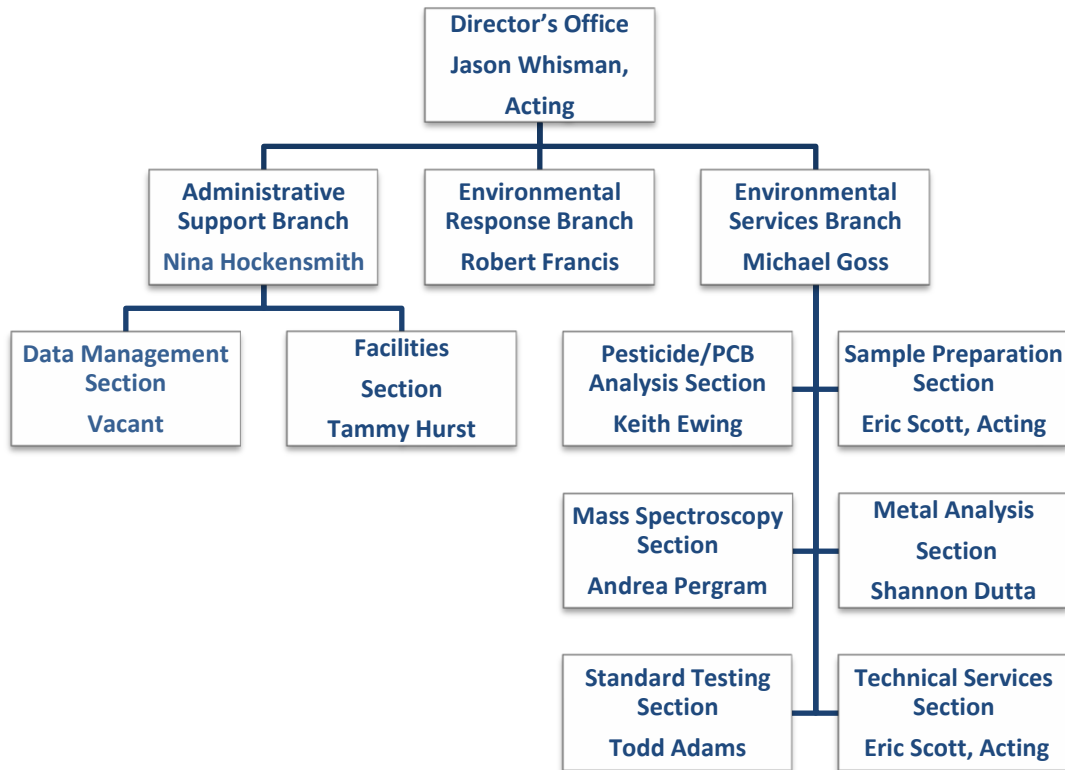 Director’s Office
Jason Whisman,
Acting
Administrative
Support Branch
Nina Hockensmith
Environmental
Response Branch
Robert Francis
Environmental
Services Branch
Michael Goss
Data Management
Section
Vacant
Facilities
Section
Tammy Hurst
Pesticide/PCB
Analysis Section
Keith Ewing
Sample Preparation
Section
Eric Scott, Acting
Mass Spectroscopy
Section
Andrea Pergram
Metal Analysis
Section
Shannon Dutta
Standard Testing
Section
Todd Adams
Technical Services
Section
Eric Scott, Acting